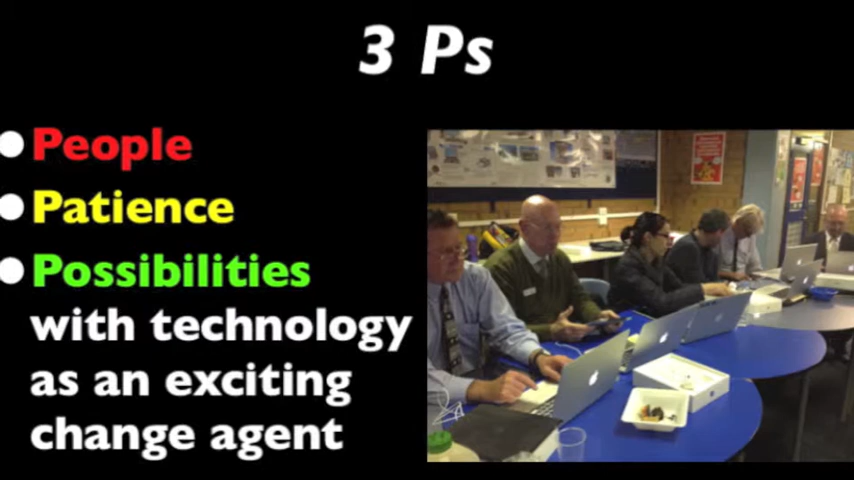 3 Ps
People
Patience
Possibilities
with technology
as an exciting
change agent